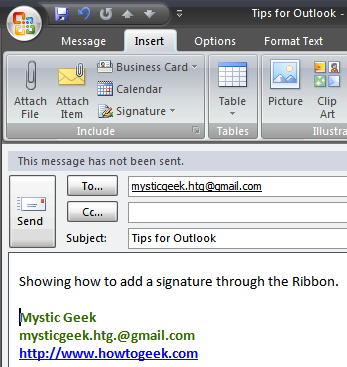 Tips for Outlook -
Message Insert Options Format Text
Attach File
Attach Item
Business Card
Calendar
Signature
Include
Table
Tables
Picture
Clip Art
Illustra
This message has not been sent.
Send
To... mysticgeek.htg@gmail.com
Cc...
Subject: Tips for Outlook
Showing how to add a signature through the Ribbon.
Mystic Geek
mysticgeek.htg.@gmail.com
http://www.howtogeek.com